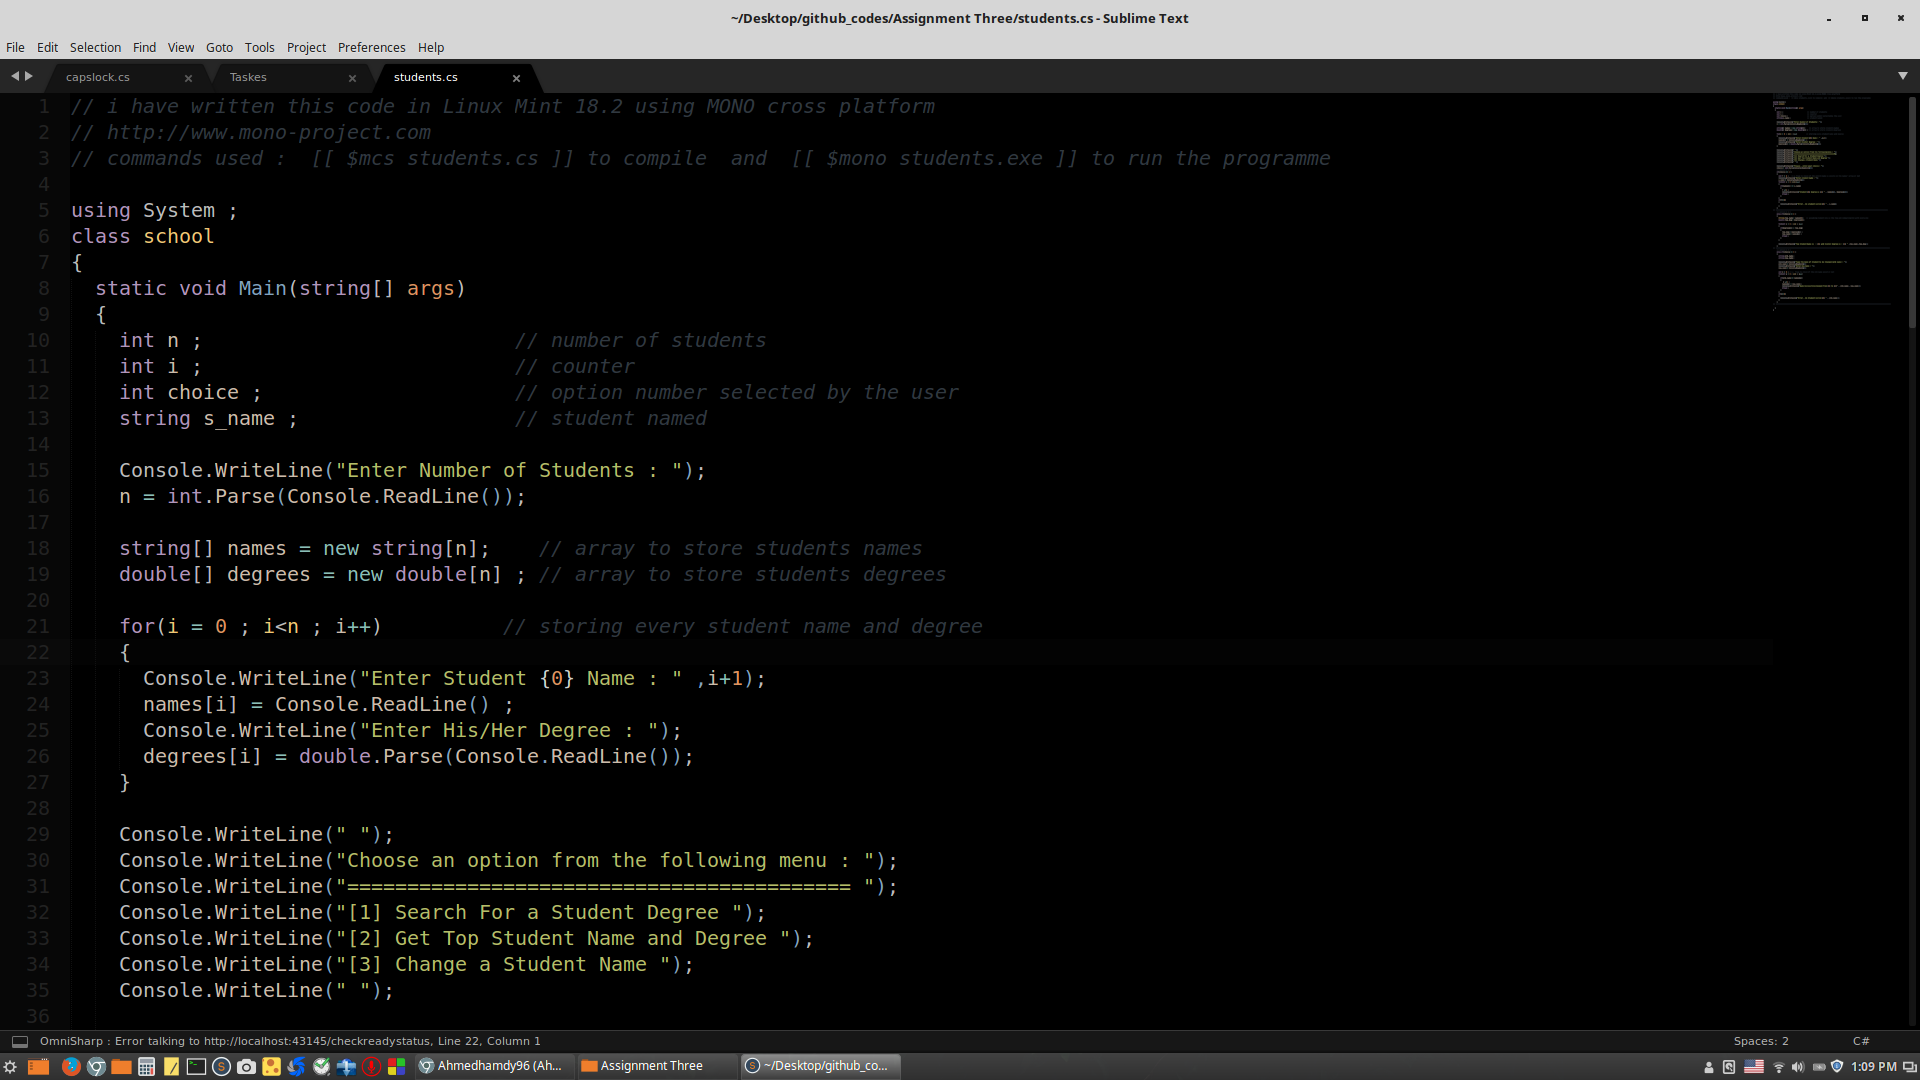 ~/Desktop/github_codes/Assignment Three/students.cs - Sublime Text
File Edit Selection Find View Goto Tools Project Preferences Help
capslock.cs Taskes students.cs
1 // i have written this code in Linux Mint 18.2 using MONO cross platform
2 // http://www.mono-project.com
3 // commands used :  [[ $mcs students.cs ]] to compile  and  [[ $mono students.exe ]] to run the programme
4
5 using System ;
6 class school
7 {
8   static void Main(string[] args)
9   {
10     int n ;                          // number of students
11     int i ;                          // counter
12     int choice ;                     // option number selected by the user
13     string s_name ;                  // student named
14
15     Console.WriteLine("Enter Number of Students : ");
16     n = int.Parse(Console.ReadLine());
17
18     string[] names = new string[n];    // array to store students names
19     double[] degrees = new double[n] ; // array to store students degrees
20
21     for(i = 0 ; i<n ; i++)          // storing every student name and degree
22     {
23       Console.WriteLine("Enter Student {0} Name : " ,i+1);
24       names[i] = Console.ReadLine() ;
25       Console.WriteLine("Enter His/Her Degree : ");
26       degrees[i] = double.Parse(Console.ReadLine());
27     }
28
29     Console.WriteLine(" ");
30     Console.WriteLine("Choose an option from the following menu : ");
31     Console.WriteLine("========================================== ");
32     Console.WriteLine("[1] Search For a Student Degree ");
33     Console.WriteLine("[2] Get Top Student Name and Degree ");
34     Console.WriteLine("[3] Change a Student Name ");
35     Console.WriteLine(" ");
36
OmniSharp : Error talking to http://localhost:43145/checkreadystatus, Line 22, Column 1 Spaces: 2 C#
Ahmedhamdy96 (Ah... Assignment Three ~/Desktop/github_co... 1:09 PM